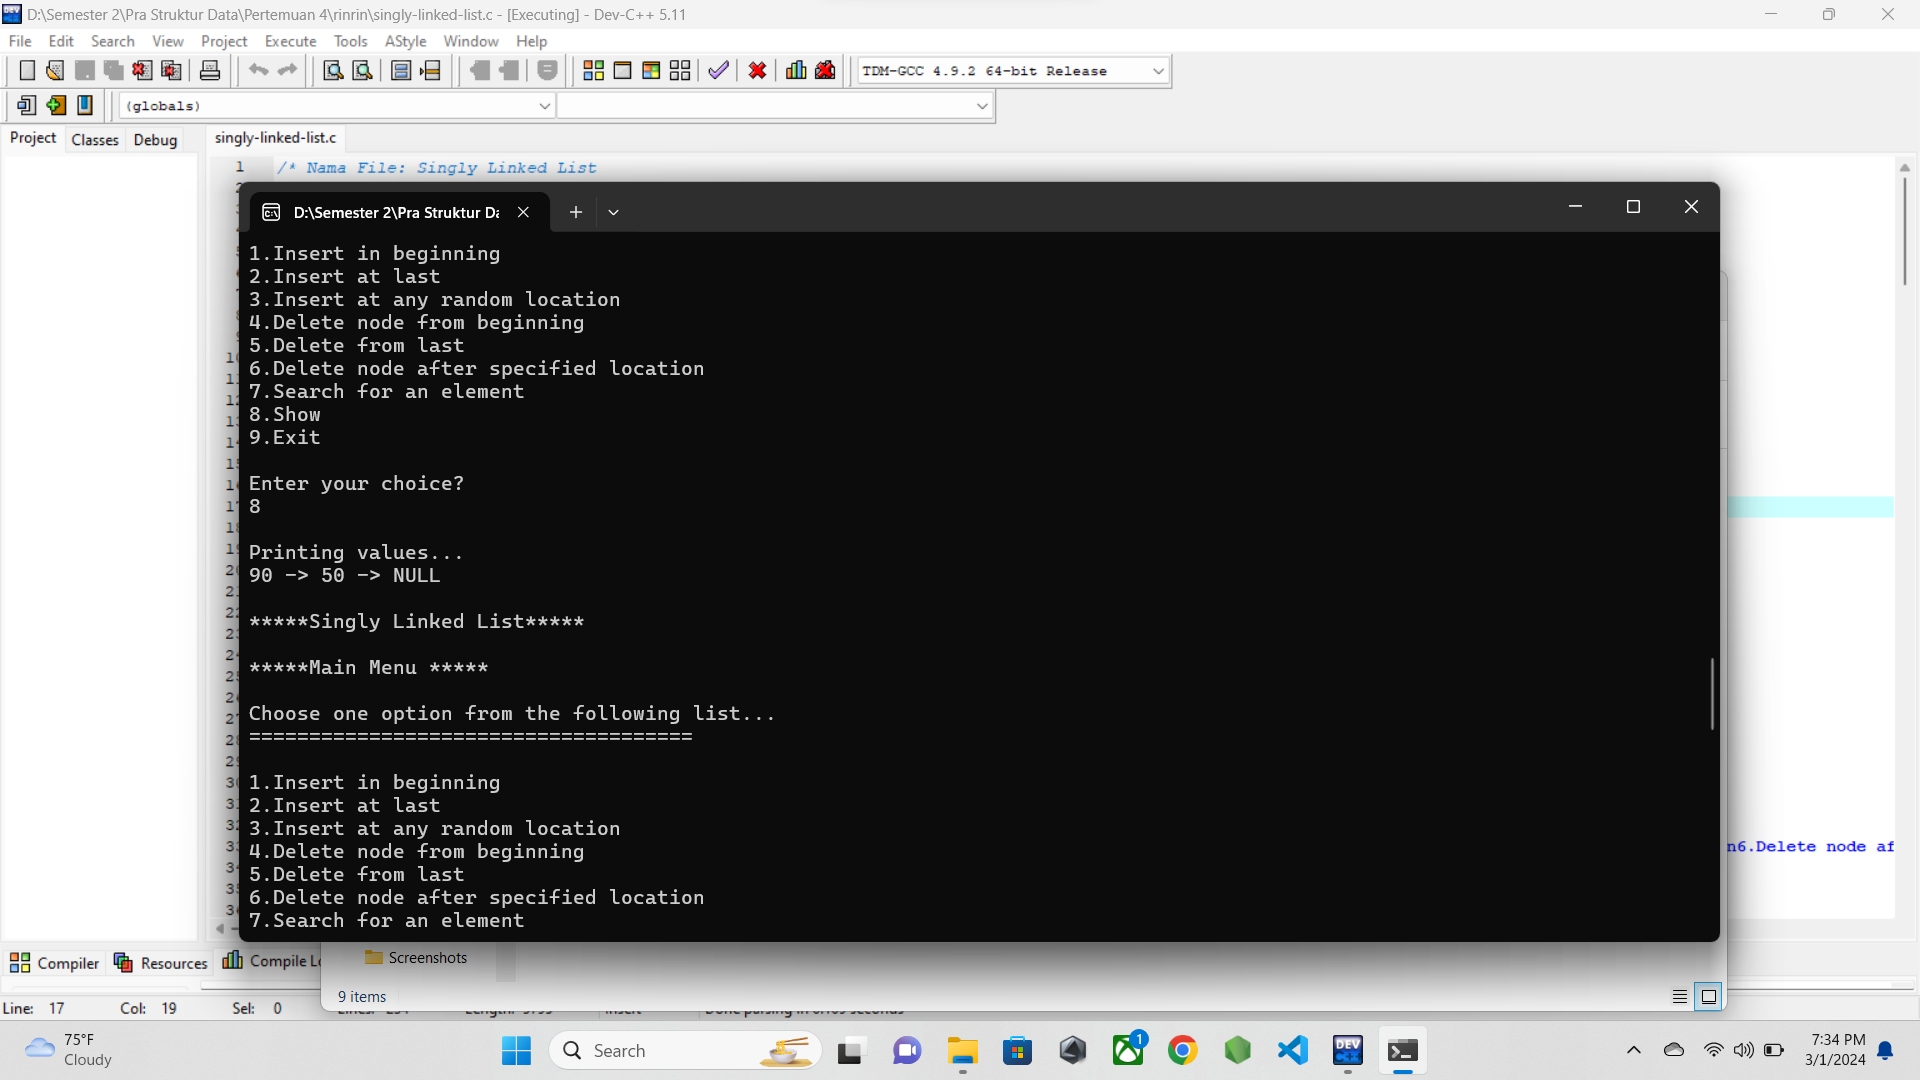 D:\Semester 2\Pra Struktur Data\Pertemuan 4\rinrin\singly-linked-list.c - [Executing] - Dev-C++ 5.11
File Edit Search View Project Execute Tools AStyle Window Help
TDM-GCC 4.9.2 64-bit Release
(globals)
Project Classes Debug
singly-linked-list.c
1 /* Nama File: Singly Linked List
D:\Semester 2\Pra Struktur Da
1.Insert in beginning
2.Insert at last
3.Insert at any random location
4.Delete node from beginning
5.Delete from last
6.Delete node after specified location
7.Search for an element
8.Show
9.Exit
Enter your choice?
8
Printing values...
90 -> 50 -> NULL
*****Singly Linked List*****
*****Main Menu *****
Choose one option from the following list...
=====================================
1.Insert in beginning
2.Insert at last
3.Insert at any random location
4.Delete node from beginning
5.Delete from last
6.Delete node after specified location
7.Search for an element
n6.Delete node af
Compiler Resources Compile Lo
Screenshots
9 items
Line: 17 Col: 19 Sel: 0
75°F
Cloudy
Search
1
DEV
7:34 PM
3/1/2024